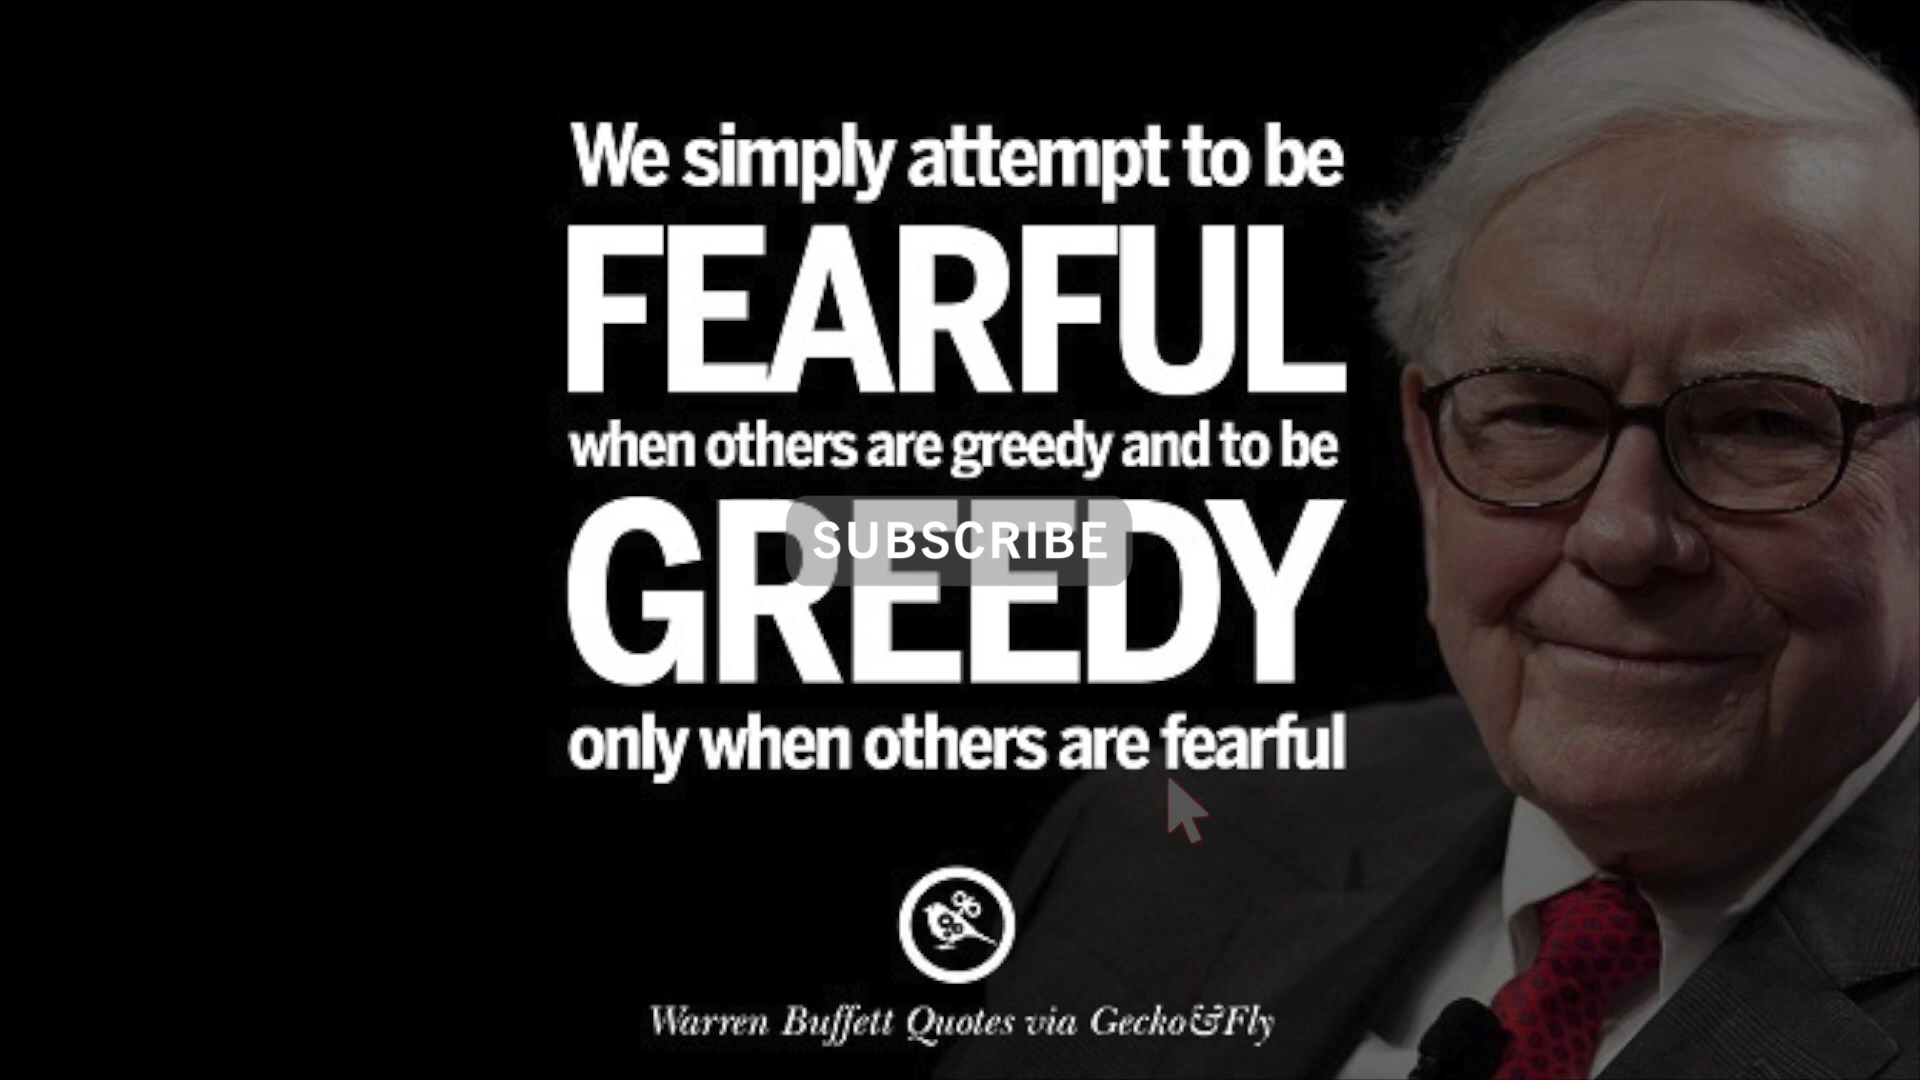 We simply attempt to be
FEARFUL
when others are greedy and to be
GREEDY
SUBSCRIBE
only when others are fearful
Warren Buffett Quotes via Gecko&Fly